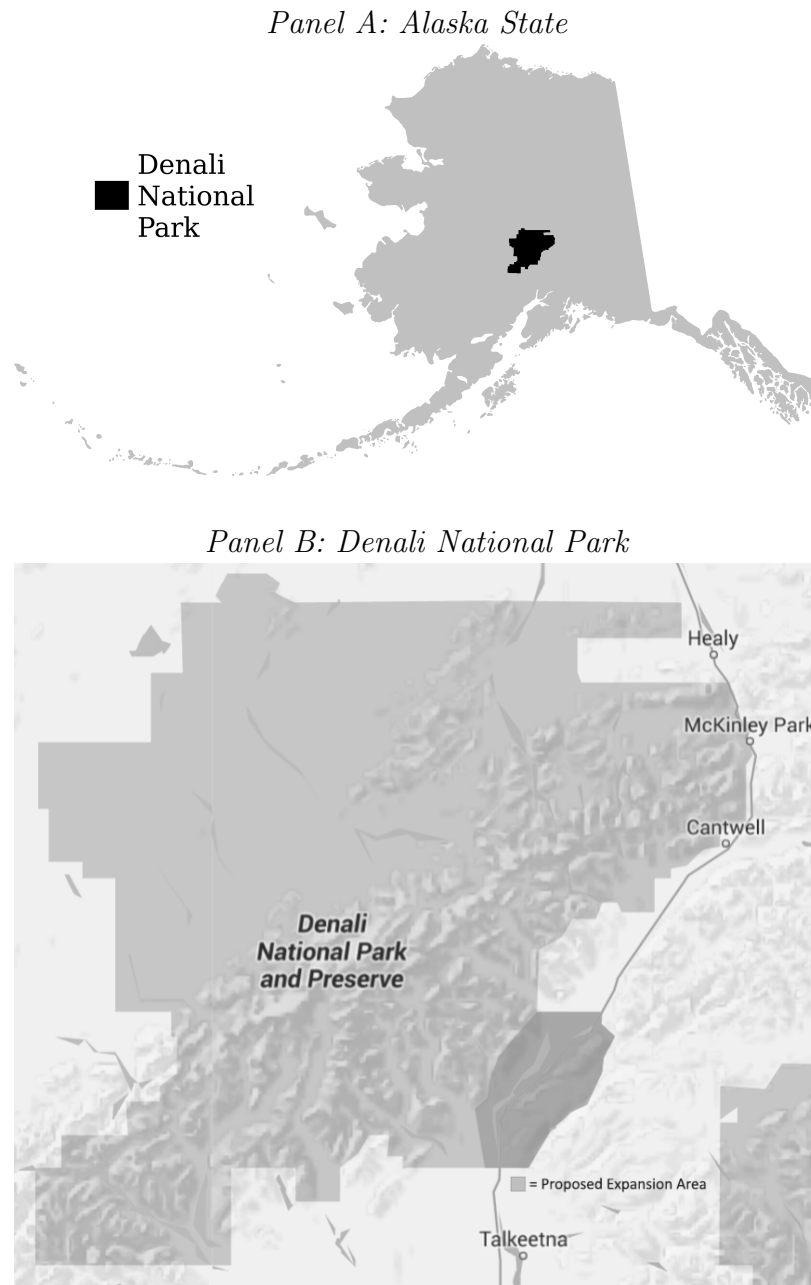 Panel A: Alaska State
Denali
National
Park
Panel B: Denali National Park
Healy
McKinley Park
Cantwell
Denali
National Park
and Preserve
= Proposed Expansion Area
Talkeetna